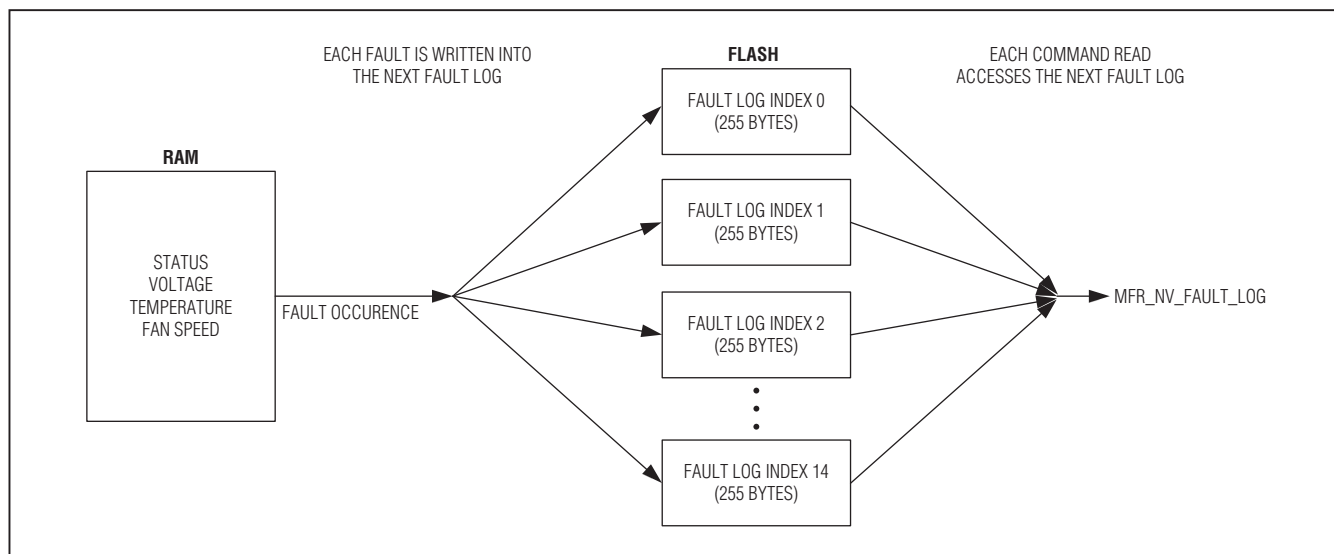 EACH FAULT IS WRITTEN INTO
THE NEXT FAULT LOG
FLASH
EACH COMMAND READ
ACCESSES THE NEXT FAULT LOG
FAULT LOG INDEX 0
(255 BYTES)
RAM
STATUS
VOLTAGE
TEMPERATURE
FAN SPEED
FAULT OCCURENCE
FAULT LOG INDEX 1
(255 BYTES)
FAULT LOG INDEX 2
(255 BYTES)
FAULT LOG INDEX 14
(255 BYTES)
MFR_NV_FAULT_LOG